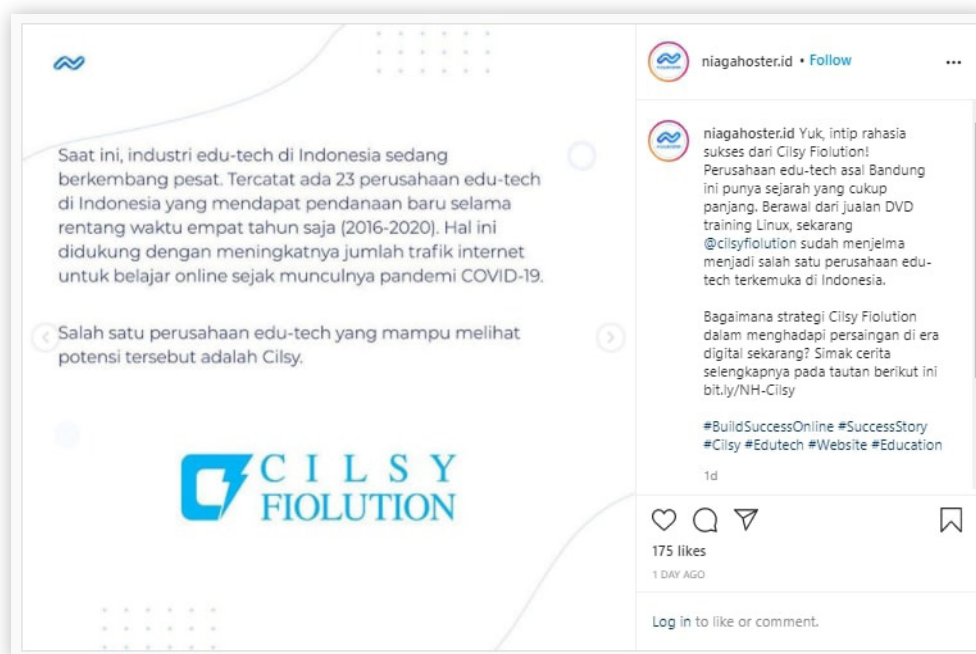 Saat ini, industri edu-tech di Indonesia sedang
berkembang pesat. Tercatat ada 23 perusahaan edu-tech
di Indonesia yang mendapat pendanaan baru selama
rentang waktu empat tahun saja (2016-2020). Hal ini
didukung dengan meningkatnya jumlah trafik internet
untuk belajar online sejak munculnya pandemi COVID-19.
Salah satu perusahaan edu-tech yang mampu melihat
potensi tersebut adalah Cilsy.
CILSY
FIOLUTION
niagahoster.id • Follow
niagahoster.id Yuk, intip rahasia
sukses dari Cilsy Fiolution!
Perusahaan edu-tech asal Bandung
ini punya sejarah yang cukup
panjang. Berawal dari jualan DVD
training Linux, sekarang
@cilsyfiolution sudah menjelma
menjadi salah satu perusahaan edu-
tech terkemuka di Indonesia.
Bagaimana strategi Cilsy Fiolution
dalam menghadapi persaingan di era
digital sekarang? Simak cerita
selengkapnya pada tautan berikut ini
bit.ly/NH-Cilsy
#BuildSuccessOnline #SuccessStory
#Cilsy #Edutech #Website #Education
1d
175 likes
1 DAY AGO
Log in to like or comment.